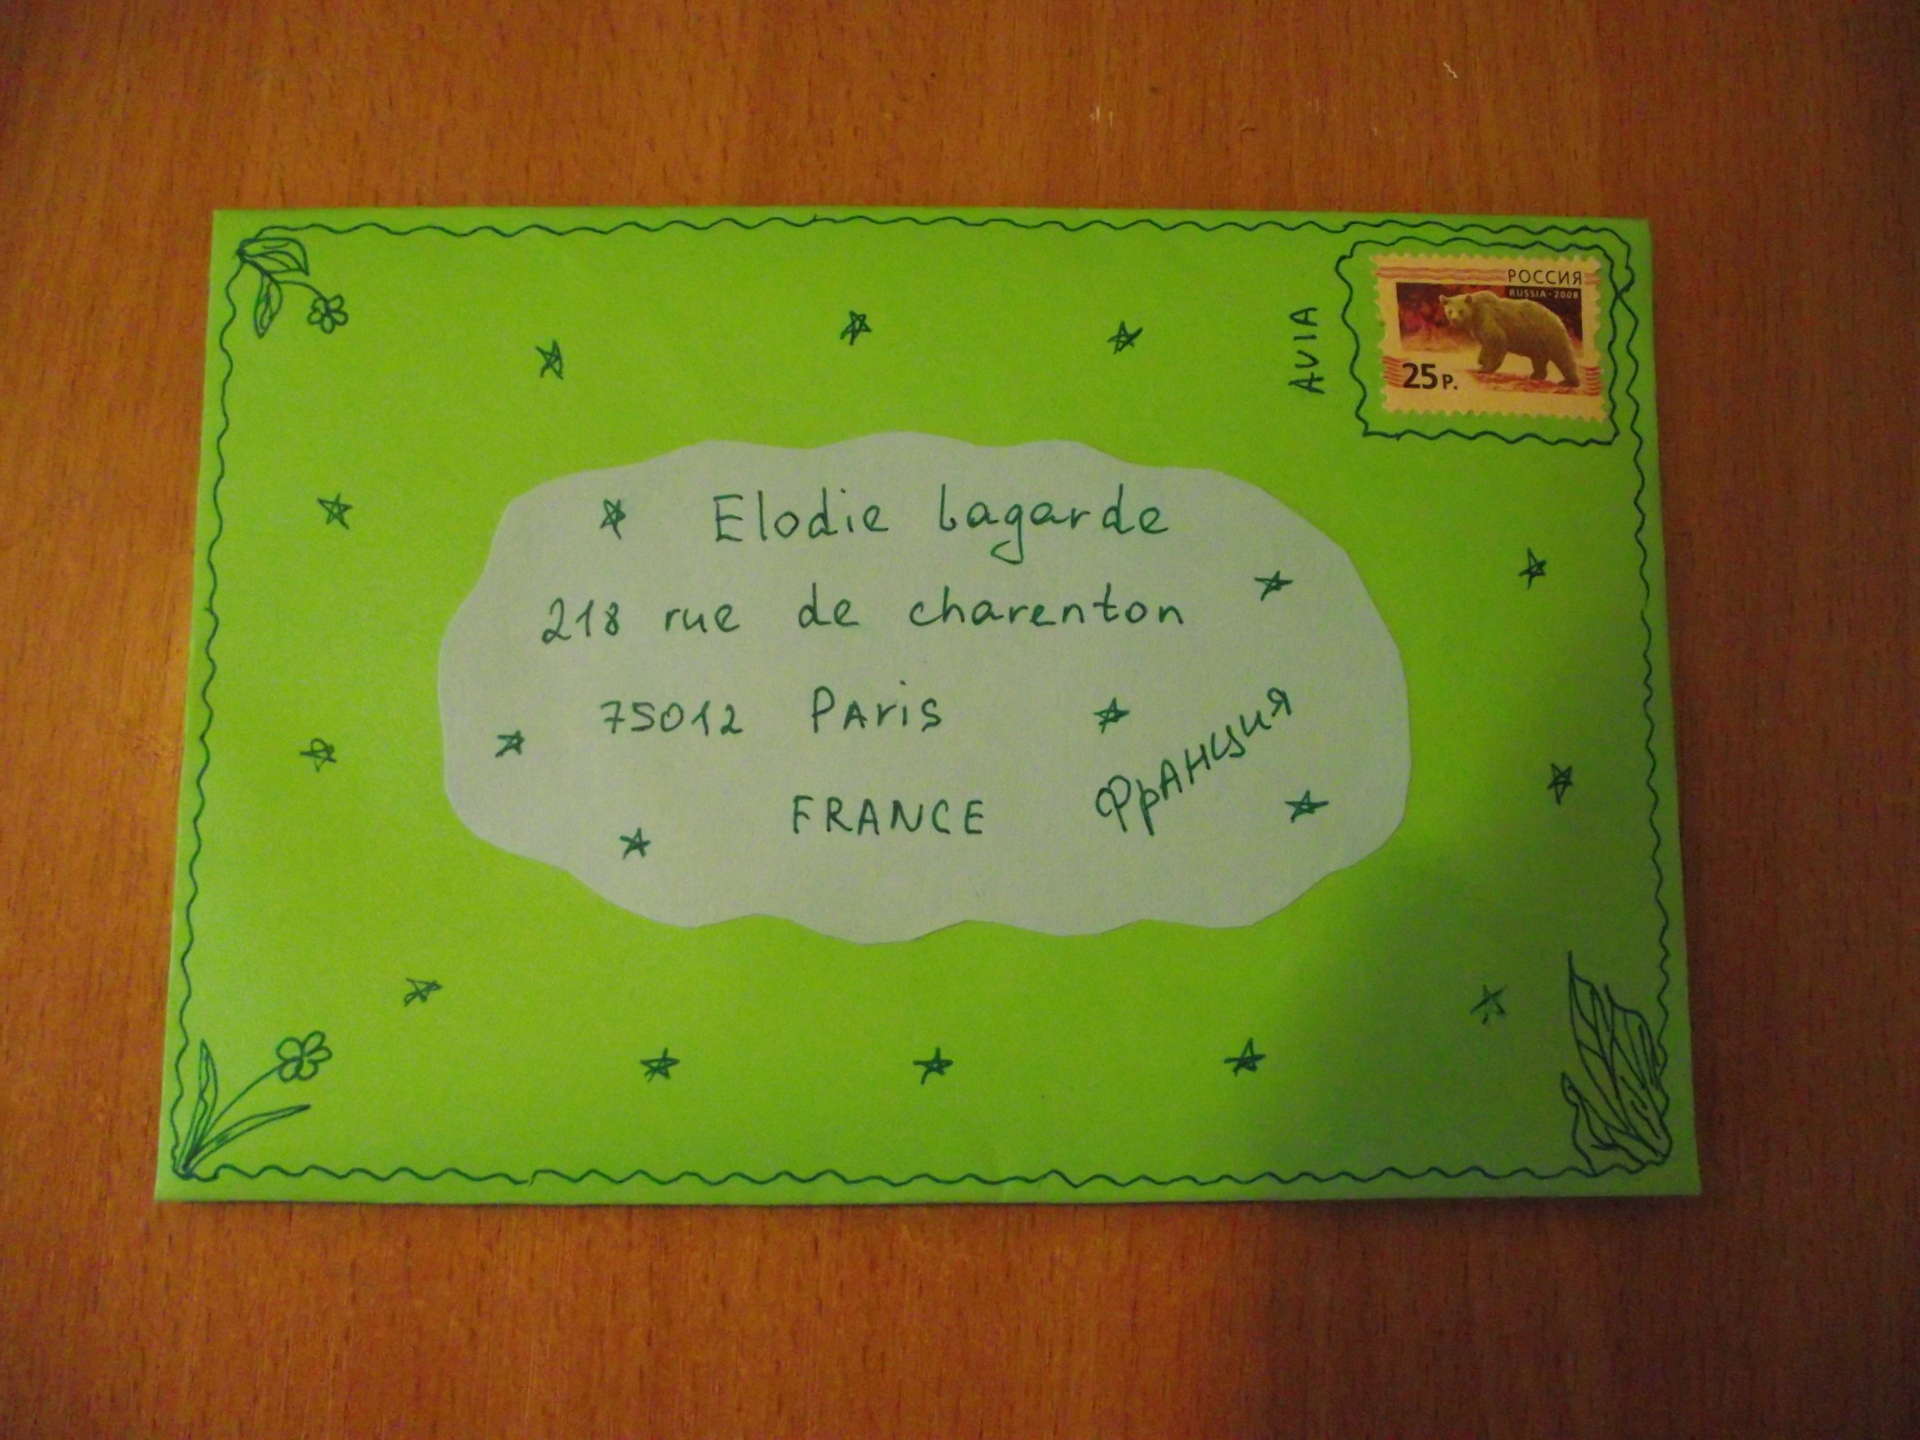 РОССИЯ
RUSSIA · 2008
25 Р.
AVIA
Elodie Lagarde
218 rue de charenton
75012 PAris
FRANCE
ФрАНция